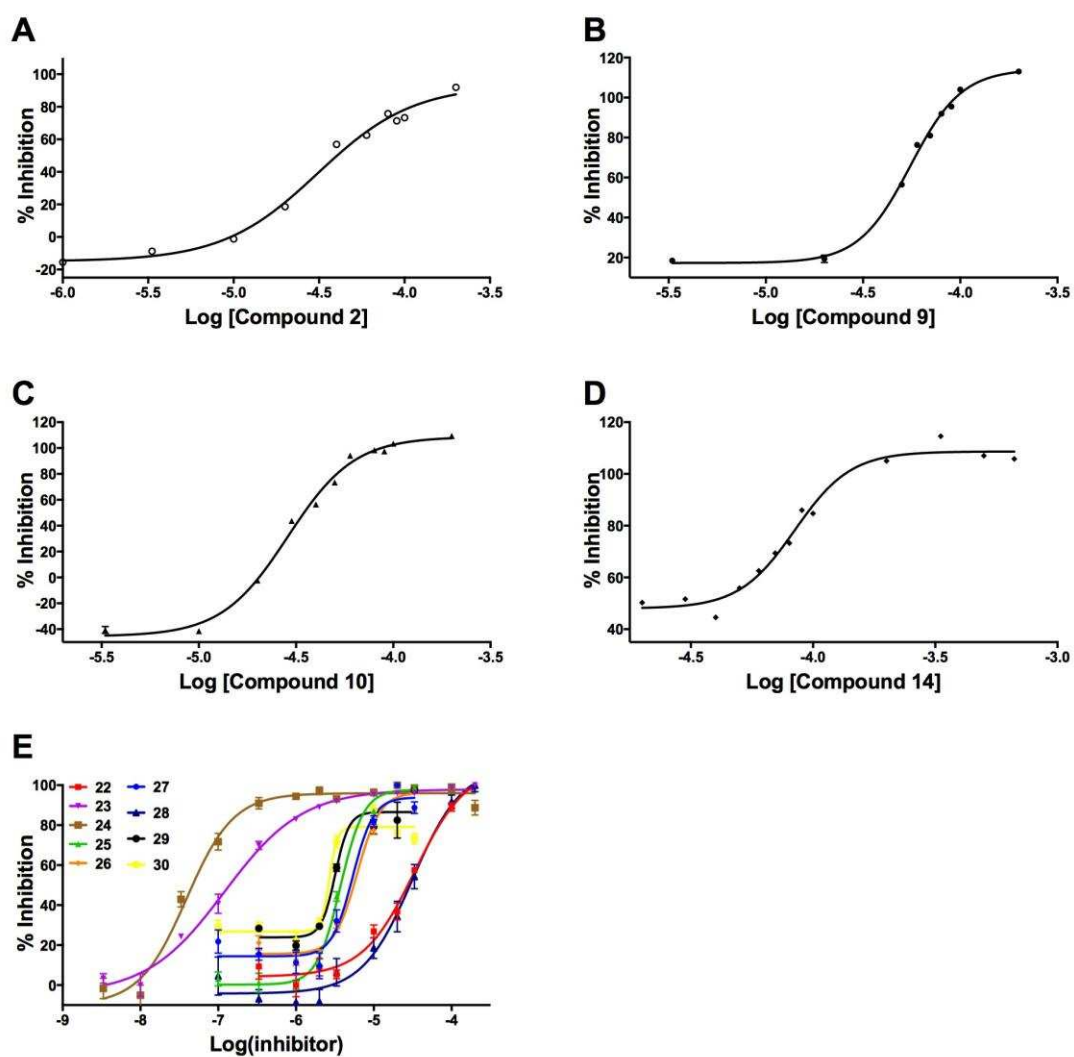 A
100
80
60
40
20
0
-20
-6.0 -5.5 -5.0 -4.5 -4.0 -3.5
% Inhibition
Log [Compound 2]
B
120
100
80
60
40
20
-5.5 -5.0 -4.5 -4.0 -3.5
% Inhibition
Log [Compound 9]
C
120
100
80
60
40
20
0
-20
-40
-5.5 -5.0 -4.5 -4.0 -3.5
% Inhibition
Log [Compound 10]
D
120
100
80
60
40
-4.5 -4.0 -3.5 -3.0
% Inhibition
Log [Compound 14]
E
100
80
60
40
20
0
-9 -8 -7 -6 -5 -4
% Inhibition
Log(inhibitor)
22
23
24
25
26
27
28
29
30